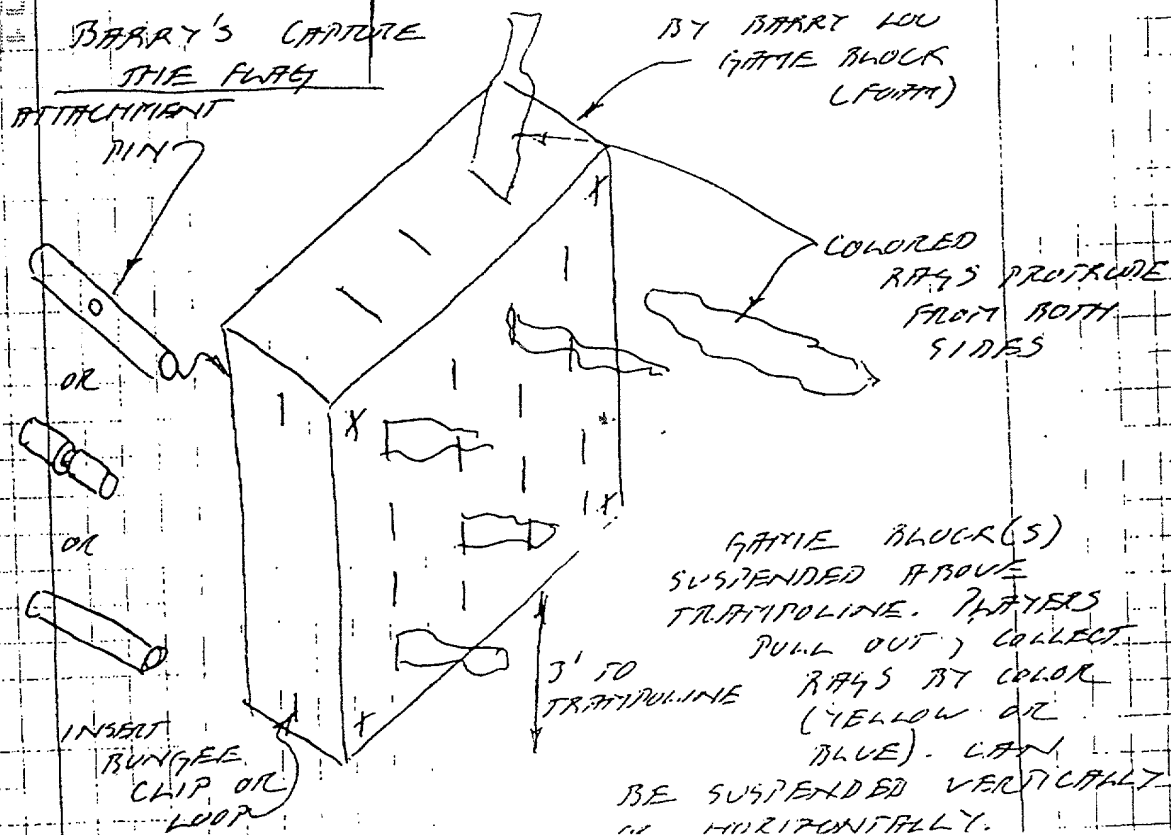 BARRY'S CAPTURE
THE FLAG
ATTACHMENT
PIN
BY BARRY LOU
GAME BLOCK
(FOAM)
COLORED
RAGS PROTRUDE
FROM BOTH
SIDES
OR
OR
X
X
X
X
GAME BLOCK(S)
SUSPENDED ABOVE
TRAMPOLINE. PLAYERS
PULL OUT, COLLECT
RAGS BY COLOR
(YELLOW OR
BLUE). CAN
BE SUSPENDED VERTICALLY
OR HORIZONTALLY.
3' TO
TRAMPOLINE
INSERT
BUNGEE
CLIP OR
LOOP